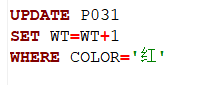 UPDATE P031
SET WT=WT+1
WHERE COLOR='红'